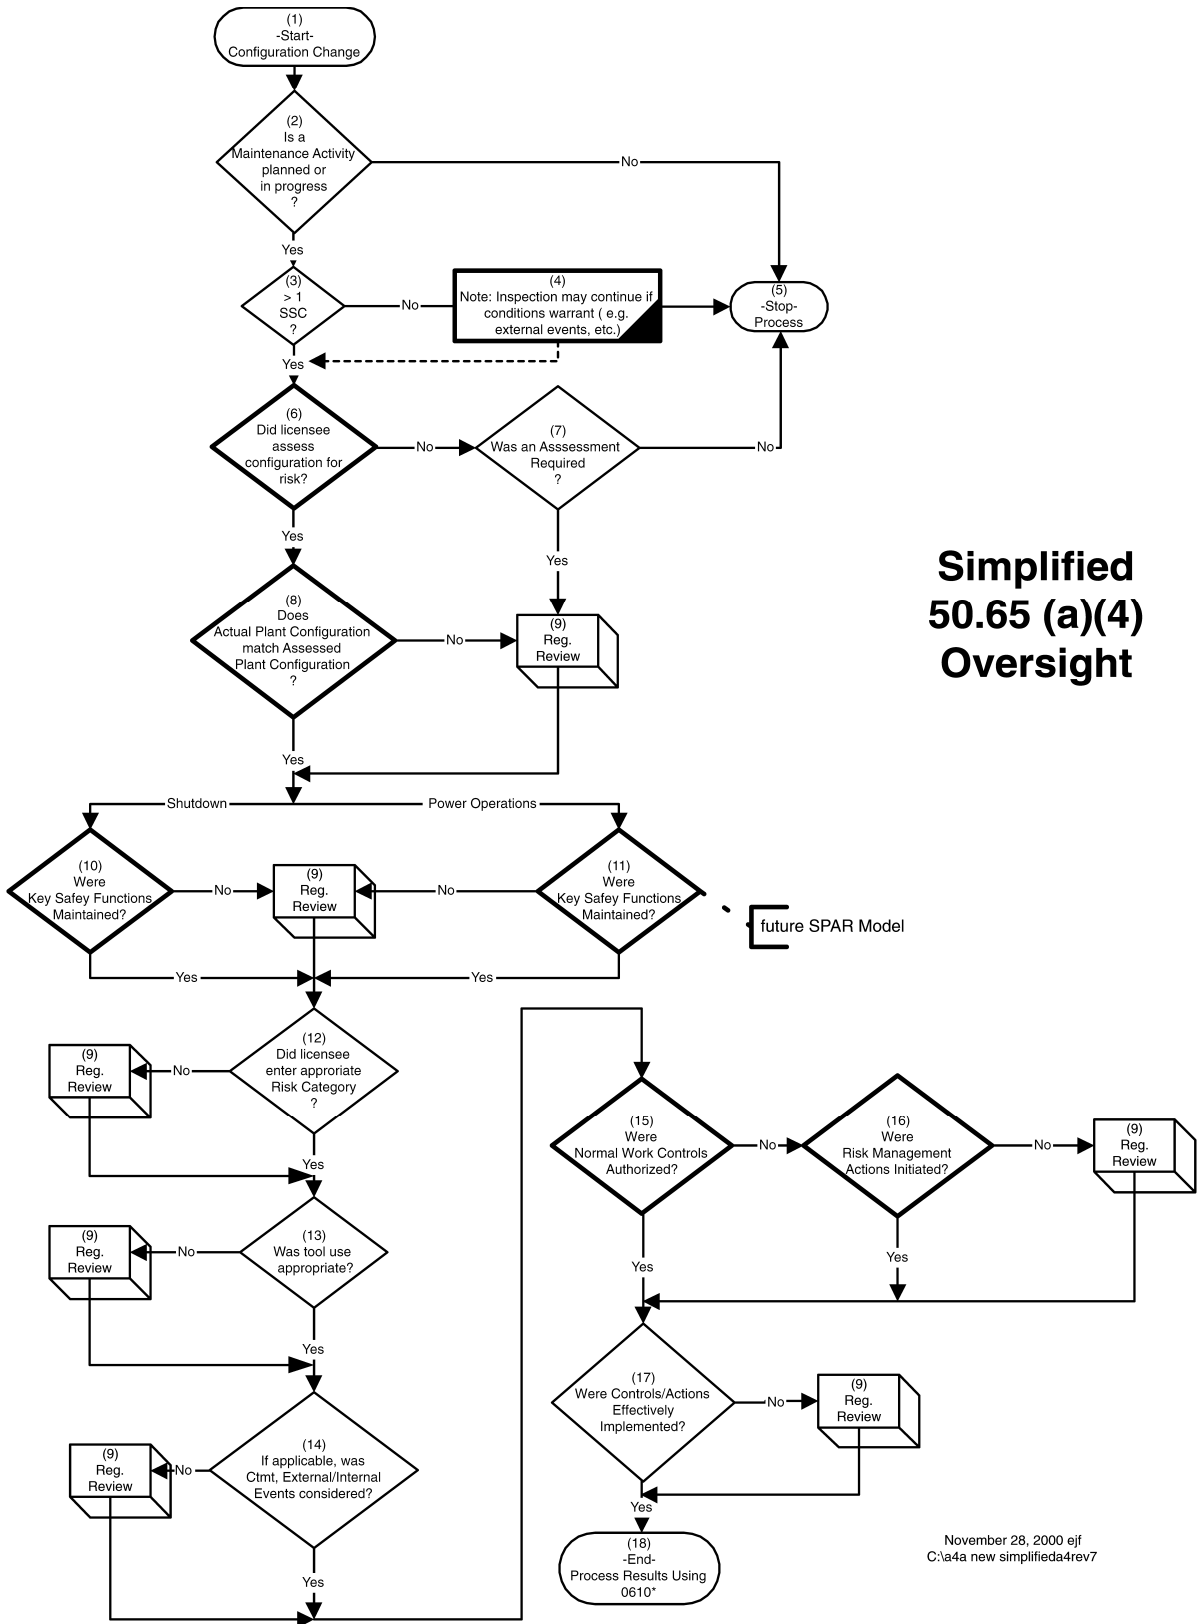 (1)
-Start-
Configuration Change
(2)
Is a
Maintenance Activity
planned or
in progress
?
No
Yes
(3)
> 1
SSC
?
No
(4)
Note: Inspection may continue if
conditions warrant ( e.g.
external events, etc.)
(5)
-Stop-
Process
Yes
(6)
Did licensee
assess
configuration for
risk?
No
(7)
Was an Asssessment
Required
?
No
Yes
Yes
Simplified
50.65 (a)(4)
Oversight
(8)
Does
Actual Plant Configuration
match Assessed
Plant Configuration
?
No
(9)
Reg.
Review
Yes
Shutdown
Power Operations
(10)
Were
Key Safey Functions
Maintained?
No
(9)
Reg.
Review
No
(11)
Were
Key Safey Functions
Maintained?
future SPAR Model
Yes
Yes
(12)
Did licensee
enter approriate
Risk Category
?
No
(9)
Reg.
Review
Yes
(13)
Was tool use
appropriate?
No
(9)
Reg.
Review
Yes
(14)
If applicable, was
Ctmt, External/Internal
Events considered?
No
(9)
Reg.
Review
Yes
(15)
Were
Normal Work Controls
Authorized?
No
(16)
Were
Risk Management
Actions Initiated?
No
(9)
Reg.
Review
Yes
Yes
(17)
Were Controls/Actions
Effectively
Implemented?
No
(9)
Reg.
Review
Yes
(18)
-End-
Process Results Using
0610*
November 28, 2000 ejf
C:\a4a new simplifieda4rev7